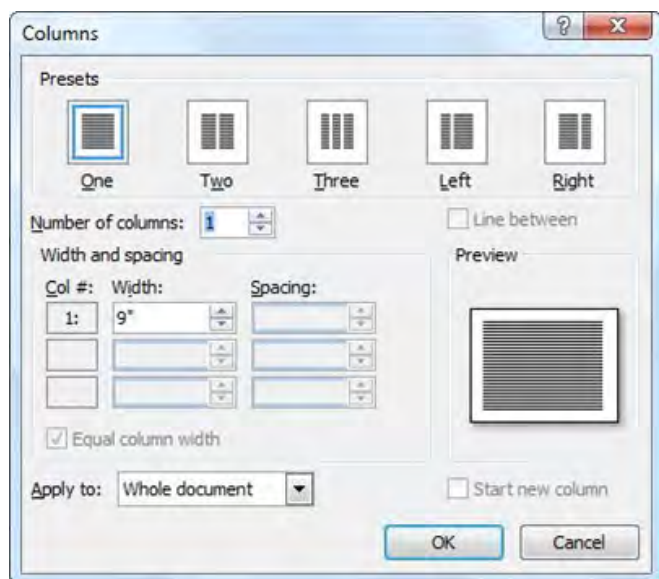 Columns
Presets
One Two Three Left Right
Number of columns: 1 Line between
Width and spacing Preview
Col #: Width: Spacing:
1: 9"
Equal column width
Apply to: Whole document Start new column
OK Cancel